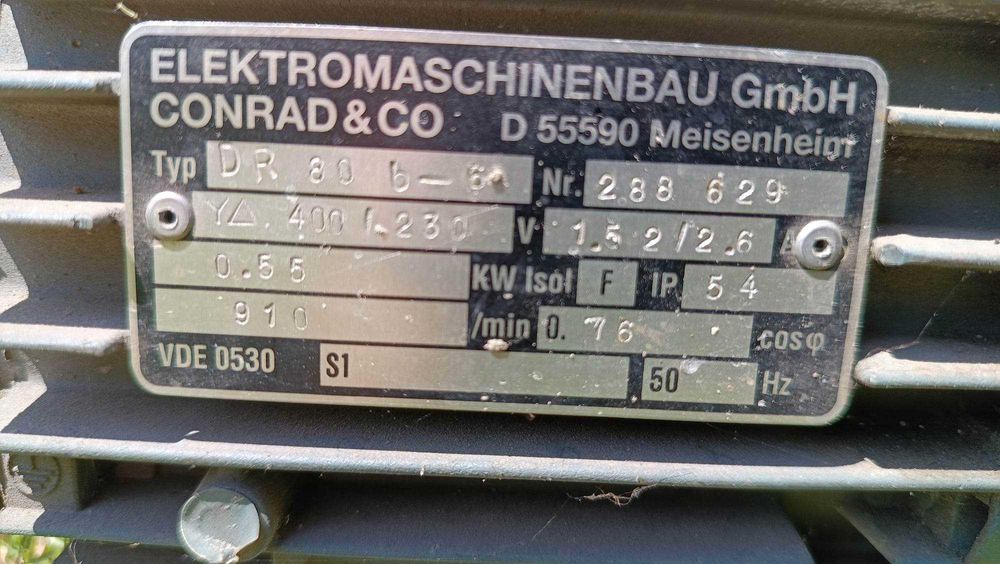 ELEKTROMASCHINENBAU GmbH
CONRAD & CO D 55590 Meisenheim
Typ DR 80 b-6 Nr. 288 629
Y△ 400/230 V 1.52/2.6 A
0.55 KW Isol F IP 54
910 /min 0.76 cosφ
VDE 0530 S1 50 Hz